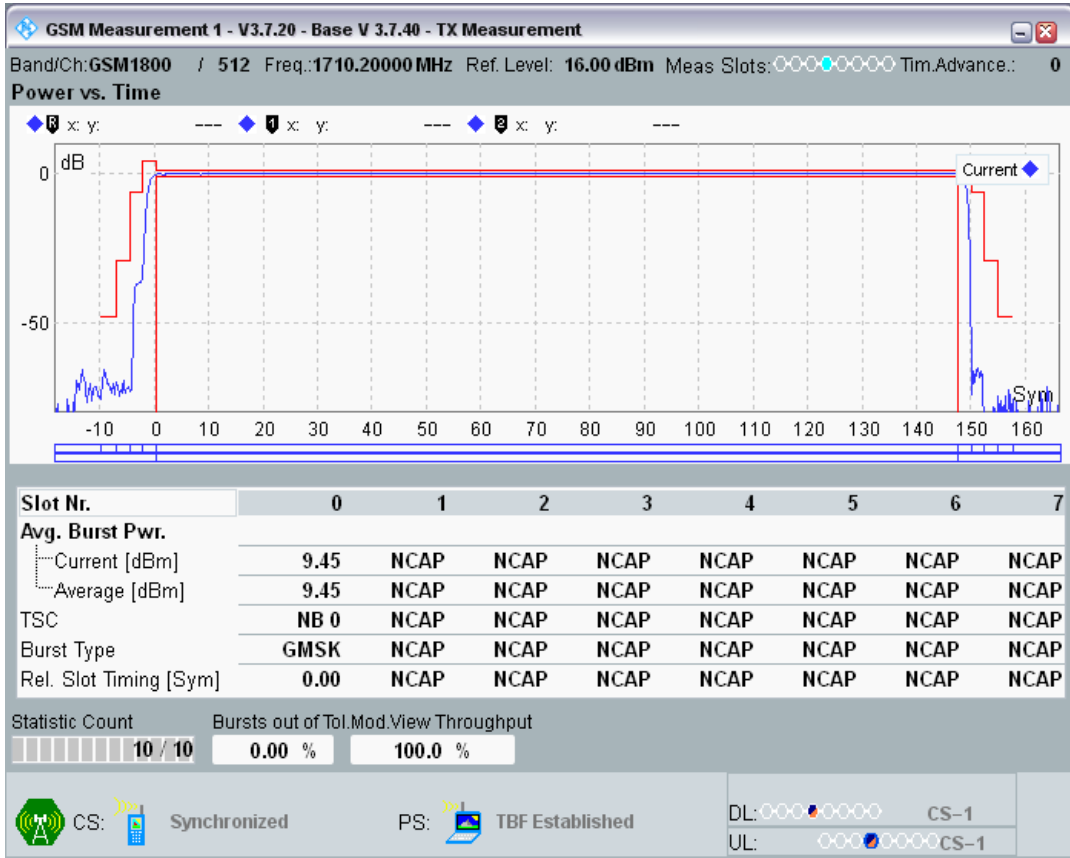 GSM Measurement 1 - V3.7.20 - Base V 3.7.40 - TX Measurement
Band/Ch:GSM1800 / 512 Freq.:1710.20000 MHz Ref. Level: 16.00 dBm Meas Slots: Tim.Advance.: 0
Power vs. Time
R x: y: --- 1 x: y: --- 2 x: y: ---
dB
0
Current
-50
Sym
-10 0 10 20 30 40 50 60 70 80 90 100 110 120 130 140 150 160
Slot Nr. 0 1 2 3 4 5 6 7
Avg. Burst Pwr.
Current [dBm] 9.45 NCAP NCAP NCAP NCAP NCAP NCAP NCAP
Average [dBm] 9.45 NCAP NCAP NCAP NCAP NCAP NCAP NCAP
TSC NB 0 NCAP NCAP NCAP NCAP NCAP NCAP NCAP
Burst Type GMSK NCAP NCAP NCAP NCAP NCAP NCAP NCAP
Rel. Slot Timing [Sym] 0.00 NCAP NCAP NCAP NCAP NCAP NCAP NCAP
Statistic Count Bursts out of Tol.Mod.View Throughput
10 / 10 0.00 % 100.0 %
CS: Synchronized PS: TBF Established
DL: CS-1
UL: CS-1